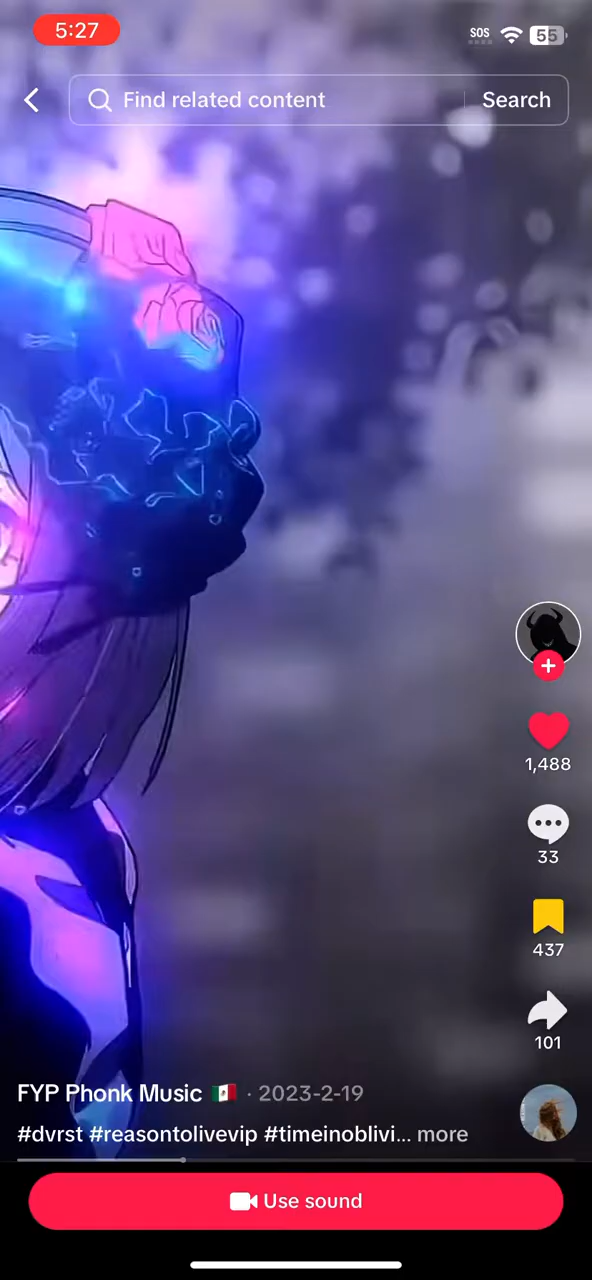 5:27
SOS
55
Find related content
Search
1,488
33
437
101
FYP Phonk Music 🇲🇽 · 2023-2-19
#dvrst #reasontolivevip #timeinoblivi... more
Use sound